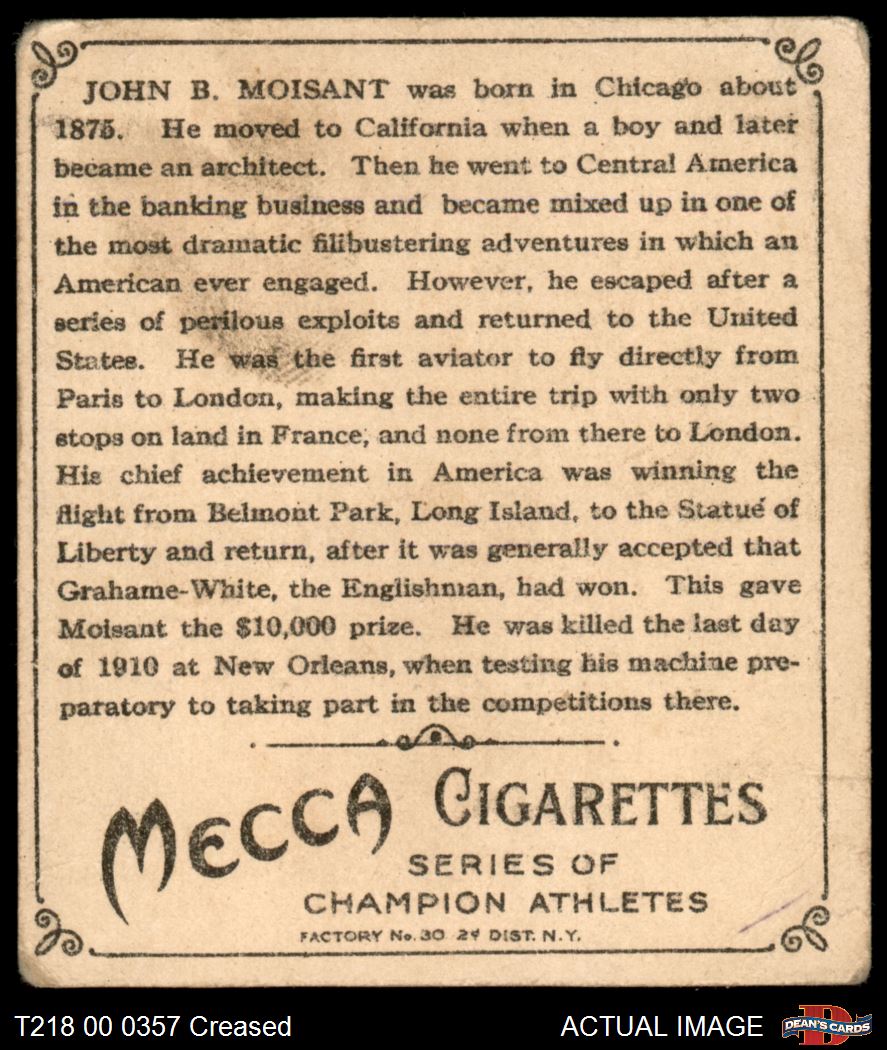 JOHN B. MOISANT was born in Chicago about
1875. He moved to California when a boy and later
became an architect. Then he went to Central America
in the banking business and became mixed up in one of
the most dramatic filibustering adventures in which an
American ever engaged. However, he escaped after a
series of perilous exploits and returned to the United
States. He was the first aviator to fly directly from
Paris to London, making the entire trip with only two
stops on land in France, and none from there to London.
His chief achievement in America was winning the
flight from Belmont Park, Long Island, to the Statue of
Liberty and return, after it was generally accepted that
Grahame-White, the Englishman, had won. This gave
Moisant the $10,000 prize. He was killed the last day
of 1910 at New Orleans, when testing his machine pre-
paratory to taking part in the competitions there.
MECCA CIGARETTES
SERIES OF
CHAMPION ATHLETES
FACTORY No. 30 2d DIST. N.Y.
T218 00 0357 Creased ACTUAL IMAGE D DEAN'S CARDS